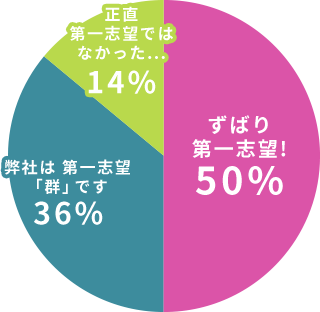 正直
第一志望では
なかった…
14%
ずばり
第一志望!
50%
弊社は 第一志望
「群」です
36%